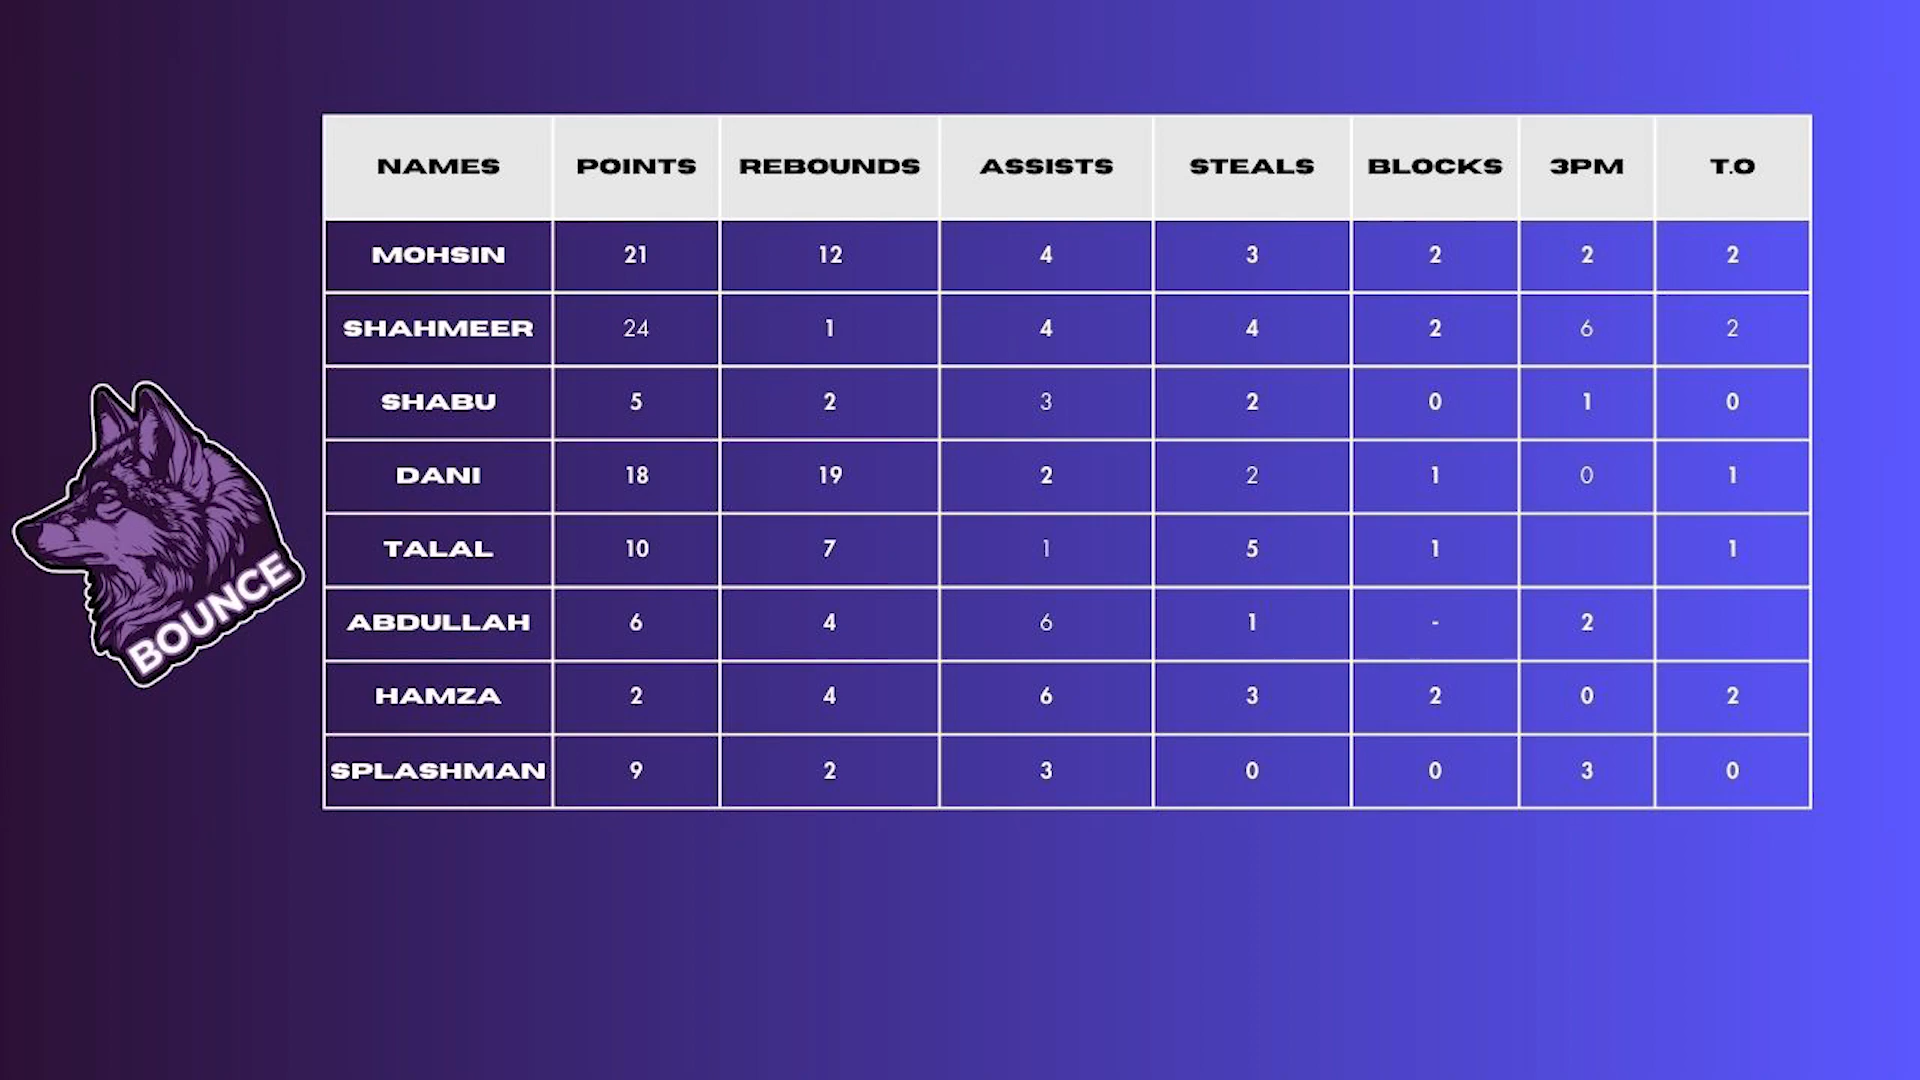 NAMES POINTS REBOUNDS ASSISTS STEALS BLOCKS 3PM T.O
MOHSIN 21 12 4 3 2 2 2
SHAHMEER 24 1 4 4 2 6 2
SHABU 5 2 3 2 0 1 0
DANI 18 19 2 2 1 0 1
TALAL 10 7 1 5 1 1
ABDULLAH 6 4 6 1 - 2
HAMZA 2 4 6 3 2 0 2
SPLASHMAN 9 2 3 0 0 3 0
BOUNCE